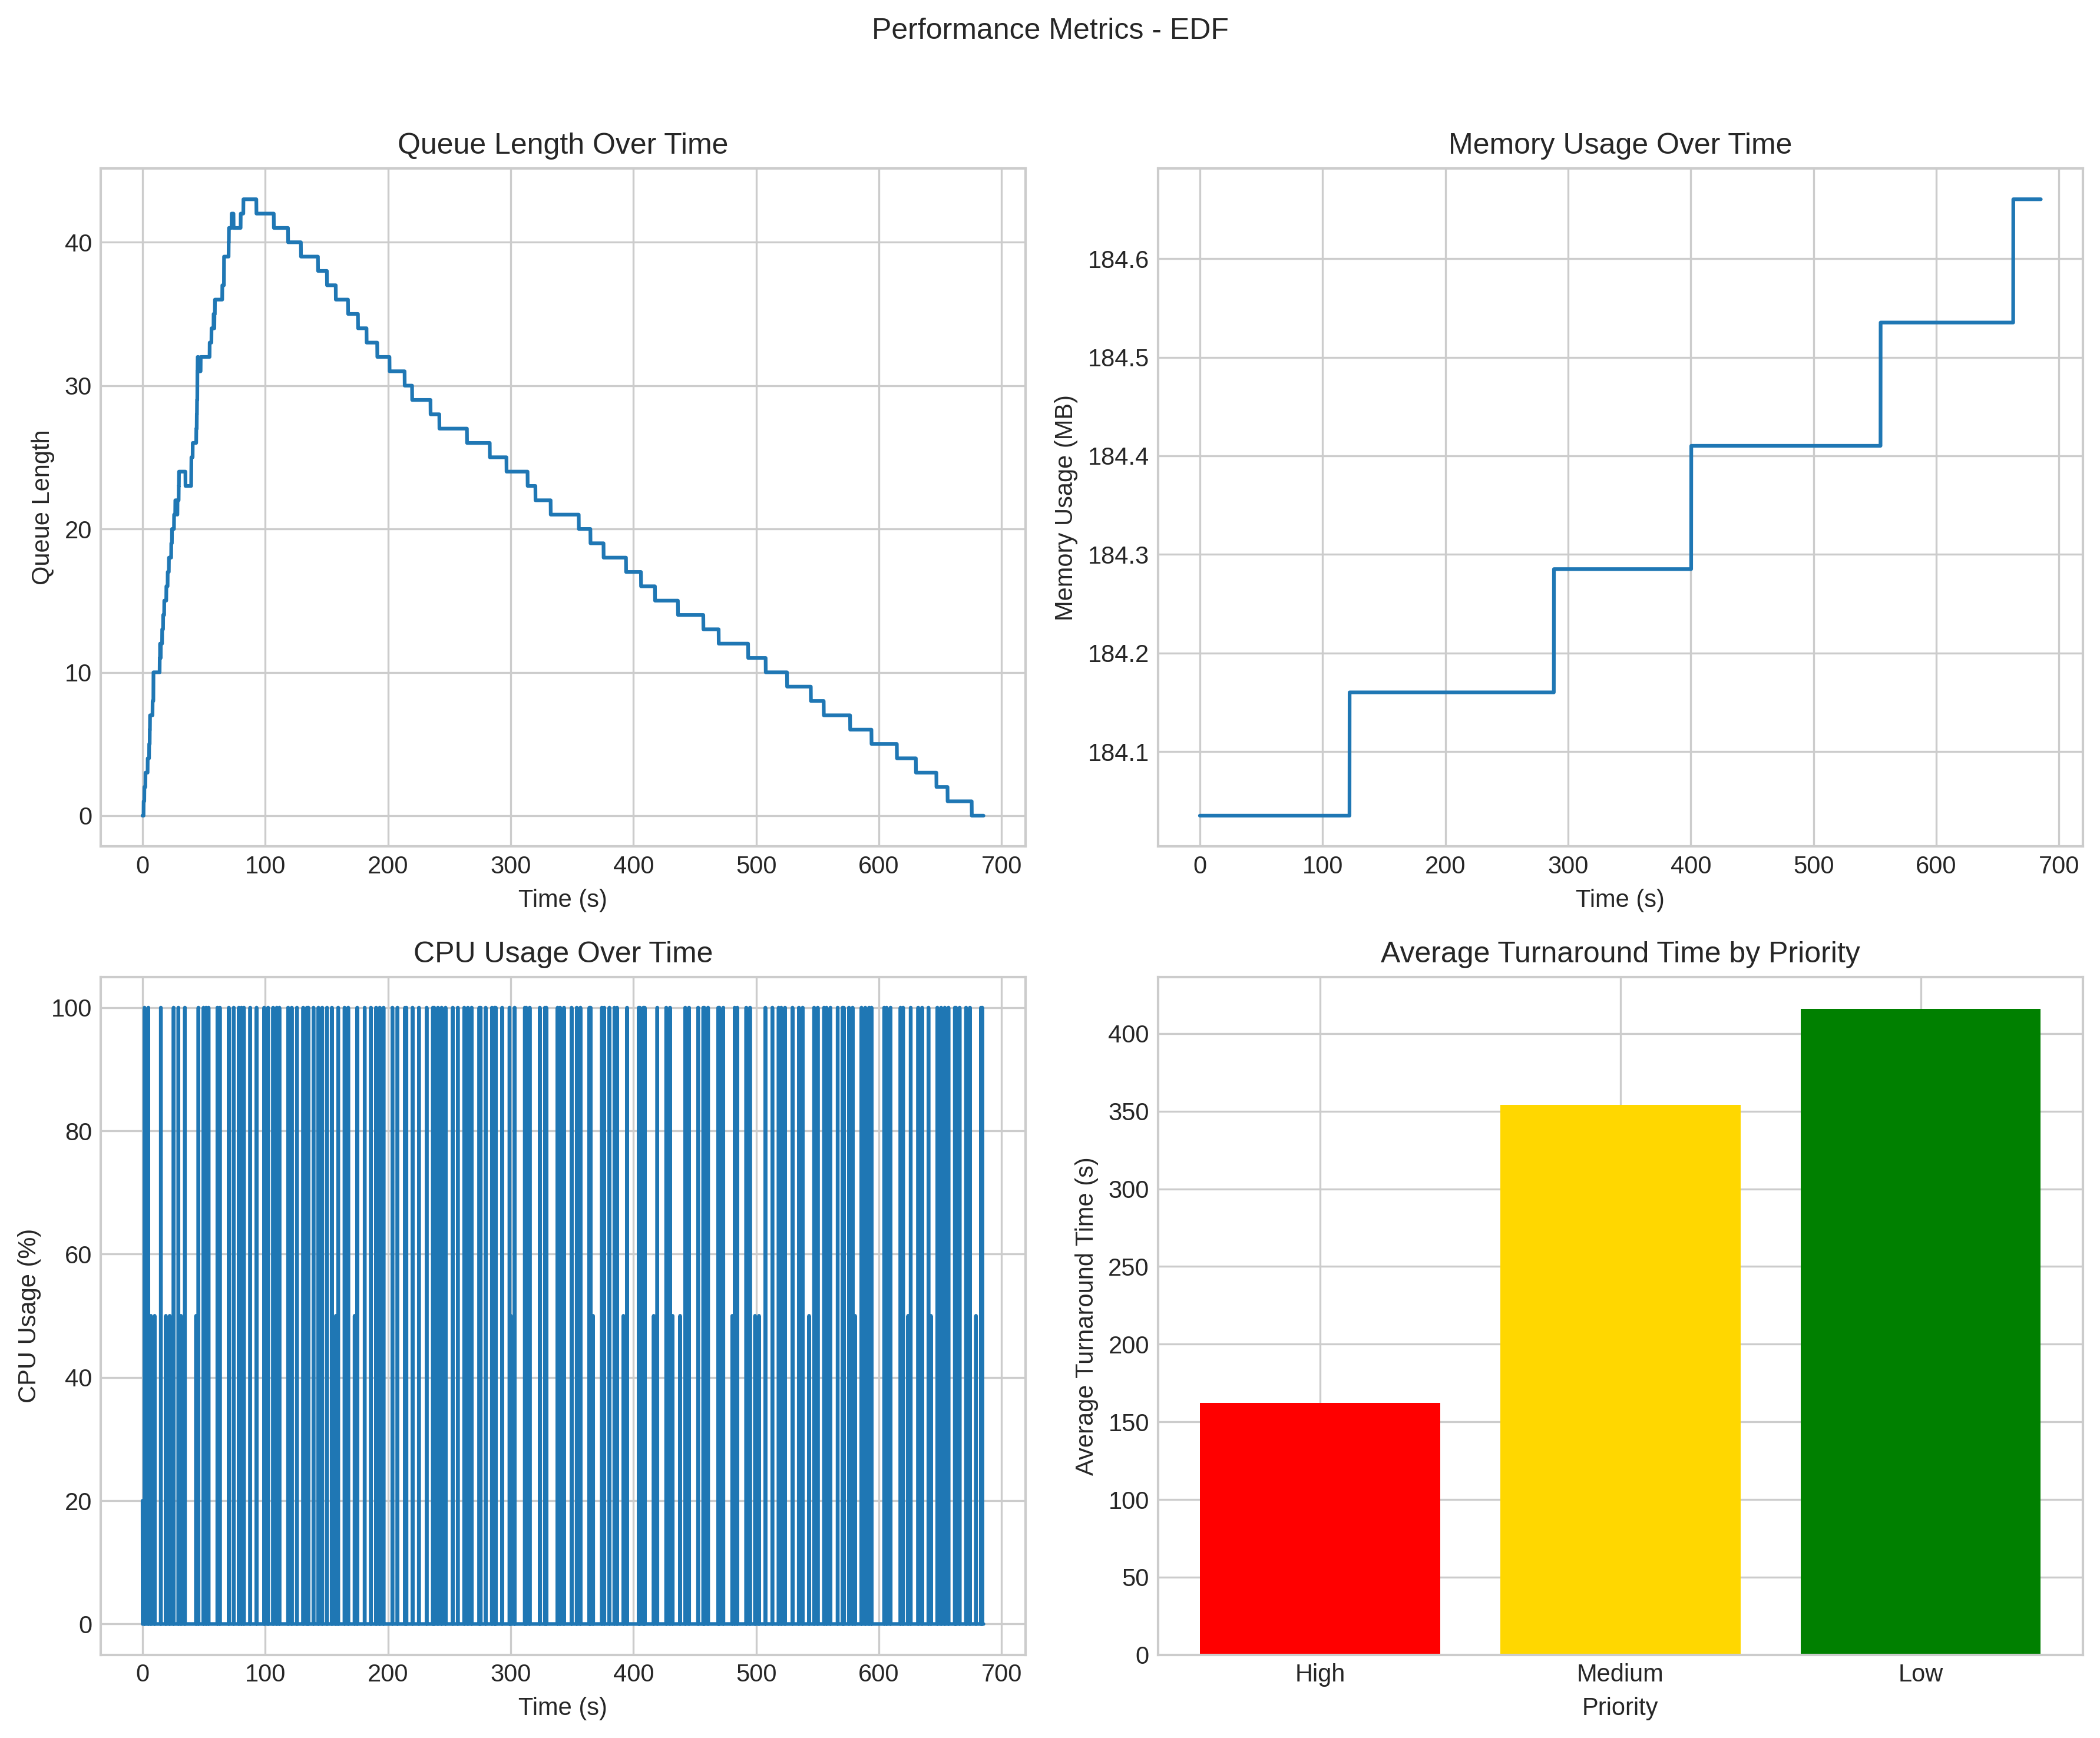 Performance Metrics - EDF
Queue Length Over Time
Queue Length
40
30
20
10
0
0 100 200 300 400 500 600 700
Time (s)
Memory Usage Over Time
Memory Usage (MB)
184.6
184.5
184.4
184.3
184.2
184.1
0 100 200 300 400 500 600 700
Time (s)
CPU Usage Over Time
CPU Usage (%)
100
80
60
40
20
0
0 100 200 300 400 500 600 700
Time (s)
Average Turnaround Time by Priority
Average Turnaround Time (s)
400
350
300
250
200
150
100
50
0
High Medium Low
Priority